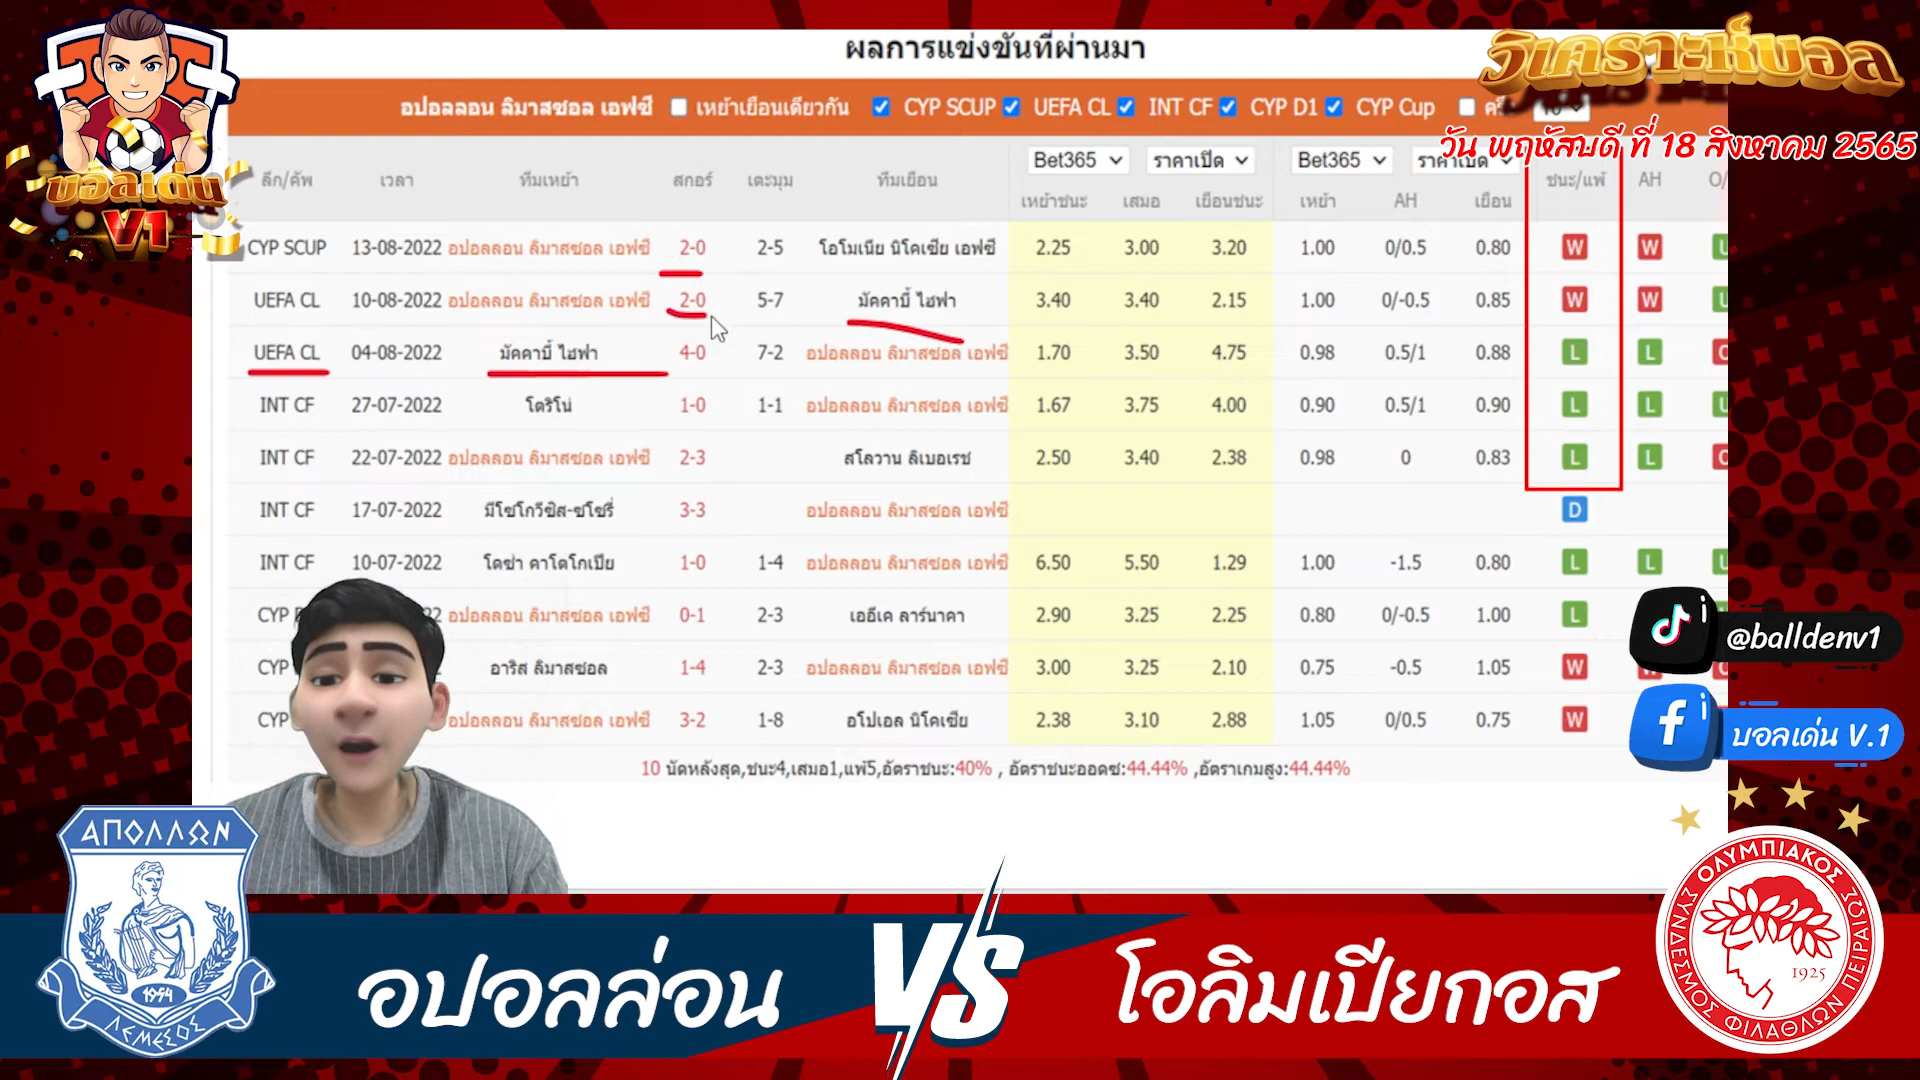 ผลการแข่งขันที่ผ่านมา
วิเคราะห์บอล
วัน พฤหัสบดี ที่ 18 สิงหาคม 2565
บอลเด่น
V1
อปอลลอน ลิมาสซอล เอฟซี เหย้าเยือนเดียวกัน CYP SCUP UEFA CL INT CF CYP D1 CYP Cup
Bet365 ราคาเปิด Bet365 ราคาเปิด
ลีก/คัพ เวลา ทีมเหย้า สกอร์ เตะมุม ทีมเยือน เหย้าชนะ เสมอ เยือนชนะ เหย้า AH เยือน ชนะ/แพ้ AH O/
CYP SCUP 13-08-2022 อปอลลอน ลิมาสซอล เอฟซี 2-0 2-5 โอโมเนีย นิโคเซีย เอฟซี 2.25 3.00 3.20 1.00 0/0.5 0.80 W W U
UEFA CL 10-08-2022 อปอลลอน ลิมาสซอล เอฟซี 2-0 5-7 มัคคาบี้ ไฮฟา 3.40 3.40 2.15 1.00 0/-0.5 0.85 W W U
UEFA CL 04-08-2022 มัคคาบี้ ไฮฟา 4-0 7-2 อปอลลอน ลิมาสซอล เอฟซี 1.70 3.50 4.75 0.98 0.5/1 0.88 L L O
INT CF 27-07-2022 โตริโน่ 1-0 1-1 อปอลลอน ลิมาสซอล เอฟซี 1.67 3.75 4.00 0.90 0.5/1 0.90 L L U
INT CF 22-07-2022 อปอลลอน ลิมาสซอล เอฟซี 2-3 สโลวาน ลิเบอเรซ 2.50 3.40 2.38 0.98 0 0.83 L L O
INT CF 17-07-2022 มีโซโกวีซิส-ซโซรี่ 3-3 อปอลลอน ลิมาสซอล เอฟซี D
INT CF 10-07-2022 โดซ่า คาโตโกเปีย 1-0 1-4 อปอลลอน ลิมาสซอล เอฟซี 6.50 5.50 1.29 1.00 -1.5 0.80 L L U
CYP อปอลลอน ลิมาสซอล เอฟซี 0-1 2-3 เออีเค ลาร์นาคา 2.90 3.25 2.25 0.80 0/-0.5 1.00 L
CYP อาริส ลิมาสซอล 1-4 2-3 อปอลลอน ลิมาสซอล เอฟซี 3.00 3.25 2.10 0.75 -0.5 1.05 W
CYP อปอลลอน ลิมาสซอล เอฟซี 3-2 1-8 อโปเอล นิโคเซีย 2.38 3.10 2.88 1.05 0/0.5 0.75 W
10 นัดหลังสุด,ชนะ4,เสมอ1,แพ้5,อัตราชนะ:40% , อัตราชนะออดซ:44.44% ,อัตราเกมสูง:44.44%
@balldenv1
บอลเด่น V.1
ΑΠΟΛΛΩΝ
1954
ΛΕΜΕΣΟΣ
อปอลล่อน
VS
โอลิมเปียกอส
ΟΛΥΜΠΙΑΚΟΣ
ΣΥΝΔΕΣΜΟΣ ΦΙΛΑΘΛΩΝ ΠΕΙΡΑΙΩΣ
1925